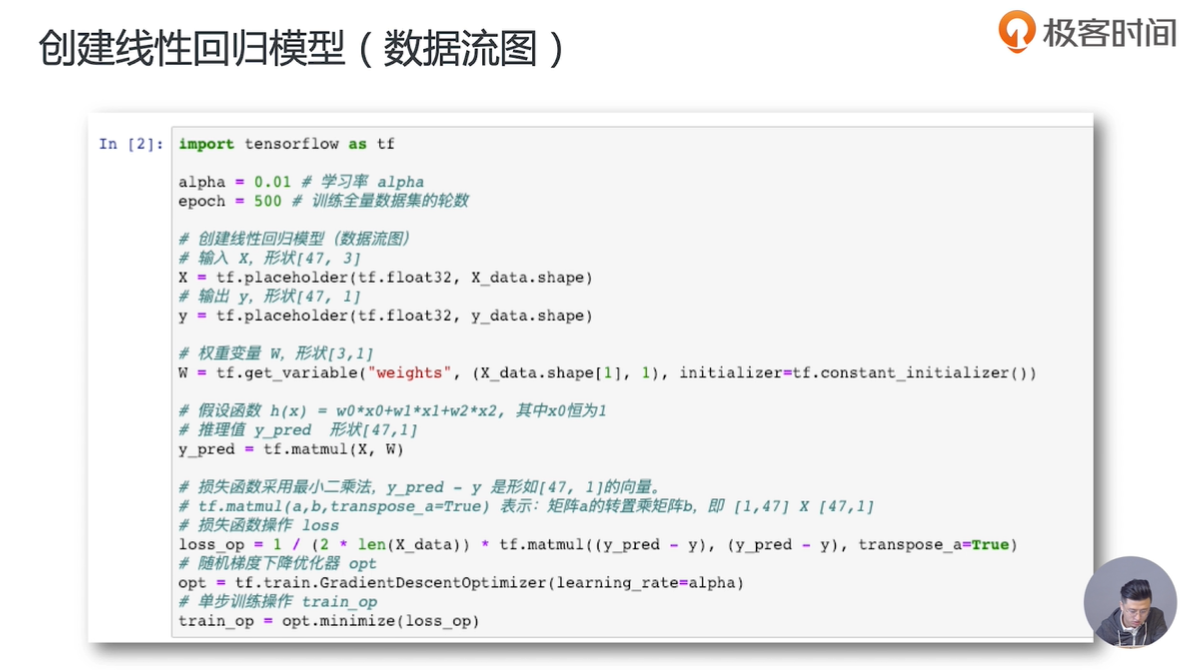 创建线性回归模型（数据流图）
极客时间
In [2]: import tensorflow as tf
alpha = 0.01 # 学习率 alpha
epoch = 500 # 训练全量数据集的轮数
# 创建线性回归模型（数据流图）
# 输入 X，形状[47, 3]
X = tf.placeholder(tf.float32, X_data.shape)
# 输出 y，形状[47, 1]
y = tf.placeholder(tf.float32, y_data.shape)
# 权重变量 W，形状[3,1]
W = tf.get_variable("weights", (X_data.shape[1], 1), initializer=tf.constant_initializer())
# 假设函数 h(x) = w0*x0+w1*x1+w2*x2, 其中x0恒为1
# 推理值 y_pred  形状[47,1]
y_pred = tf.matmul(X, W)
# 损失函数采用最小二乘法，y_pred - y 是形如[47, 1]的向量。
# tf.matmul(a,b,transpose_a=True) 表示：矩阵a的转置乘矩阵b，即 [1,47] X [47,1]
# 损失函数操作 loss
loss_op = 1 / (2 * len(X_data)) * tf.matmul((y_pred - y), (y_pred - y), transpose_a=True)
# 随机梯度下降优化器 opt
opt = tf.train.GradientDescentOptimizer(learning_rate=alpha)
# 单步训练操作 train_op
train_op = opt.minimize(loss_op)